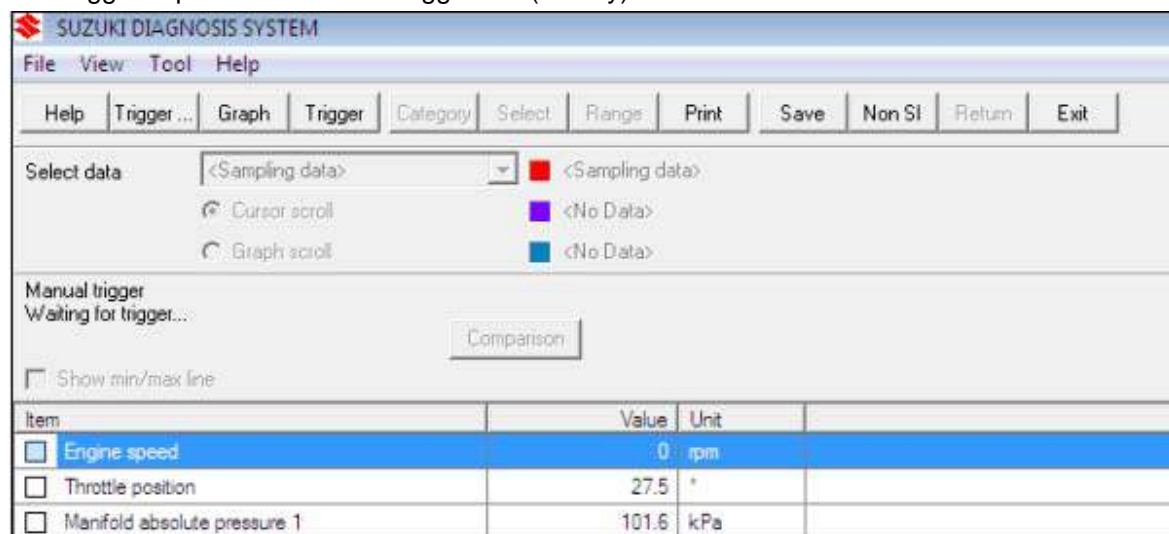 SUZUKI DIAGNOSIS SYSTEM
File View Tool Help
Help Trigger ... Graph Trigger Category Select Range Print Save Non SI Return Exit
Select data <Sampling data> <Sampling data>
Cursor scroll <No Data>
Graph scroll <No Data>
Manual trigger
Waiting for trigger...
Comparison
Show min/max line
Item Value Unit
Engine speed 0 rpm
Throttle position 27.5 °
Manifold absolute pressure 1 101.6 kPa